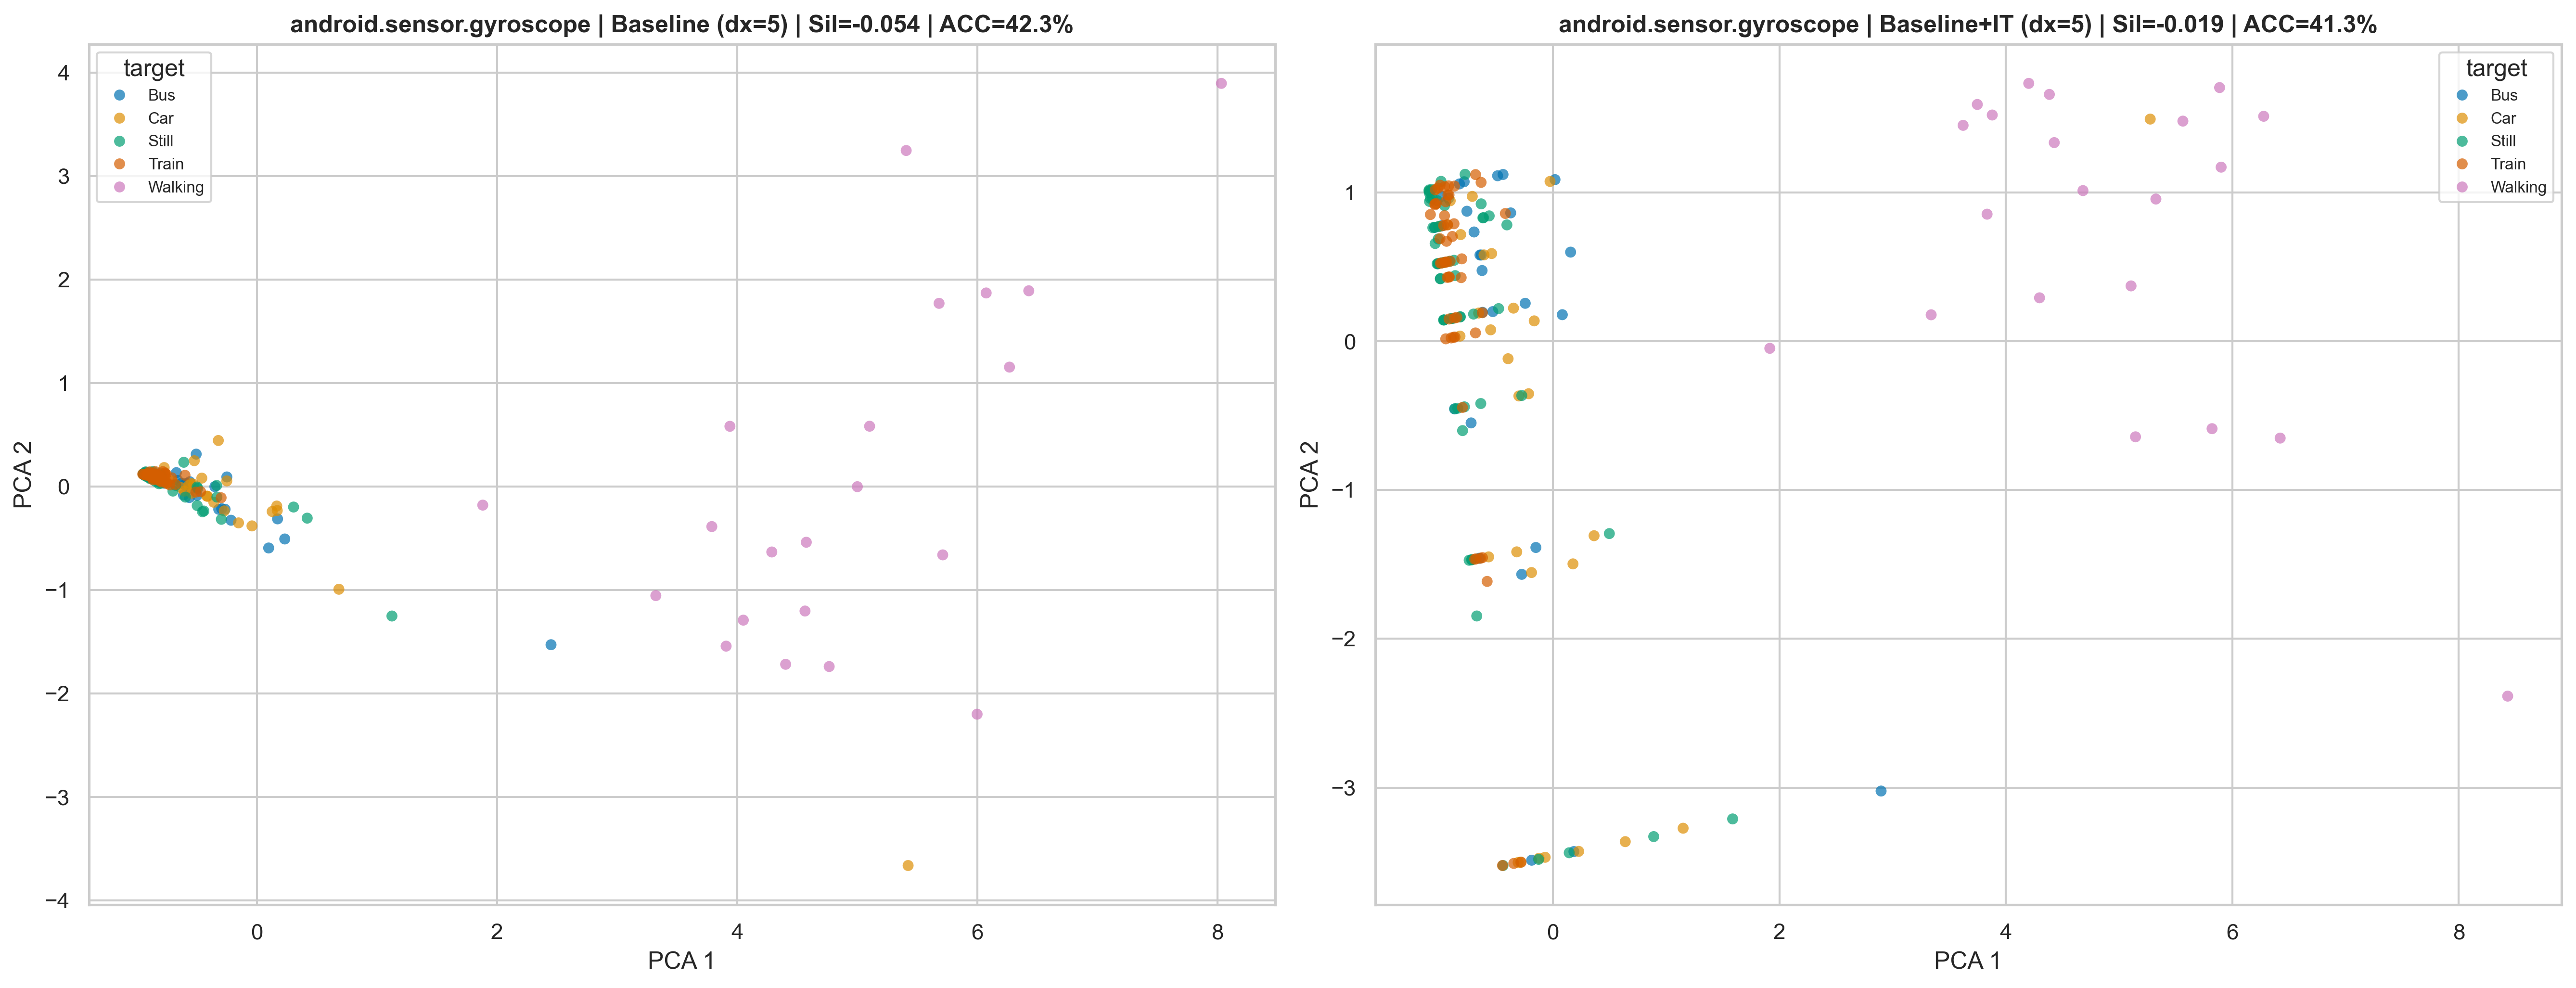 android.sensor.gyroscope | Baseline (dx=5) | Sil=-0.054 | ACC=42.3%
target
Bus
Car
Still
Train
Walking
4
3
2
1
0
−1
−2
−3
−4
PCA 2
0
2
4
6
8
PCA 1
android.sensor.gyroscope | Baseline+IT (dx=5) | Sil=-0.019 | ACC=41.3%
target
Bus
Car
Still
Train
Walking
1
0
−1
−2
−3
PCA 2
0
2
4
6
8
PCA 1